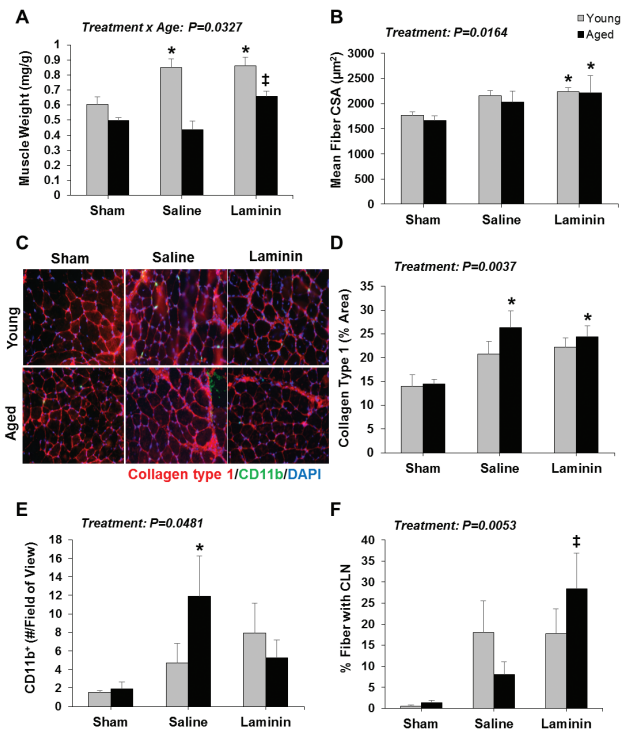 A
Treatment x Age: P=0.0327
Muscle Weight (mg/g)
1
0.9
0.8
0.7
0.6
0.5
0.4
0.3
0.2
0.1
0
*
*
‡
Sham Saline Laminin
B
Treatment: P=0.0164
Young
Aged
Mean Fiber CSA (µm²)
3000
2500
2000
1500
1000
500
0
* *
Sham Saline Laminin
C
Sham Saline Laminin
Young
Aged
Collagen type 1/CD11b/DAPI
D
Treatment: P=0.0037
Collagen Type 1 (% Area)
35
30
25
20
15
10
5
0
*
*
Sham Saline Laminin
E
Treatment: P=0.0481
CD11b⁺ (#/Field of View)
18
16
14
12
10
8
6
4
2
0
*
Sham Saline Laminin
F
Treatment: P=0.0053
% Fiber with CLN
40
35
30
25
20
15
10
5
0
‡
Sham Saline Laminin